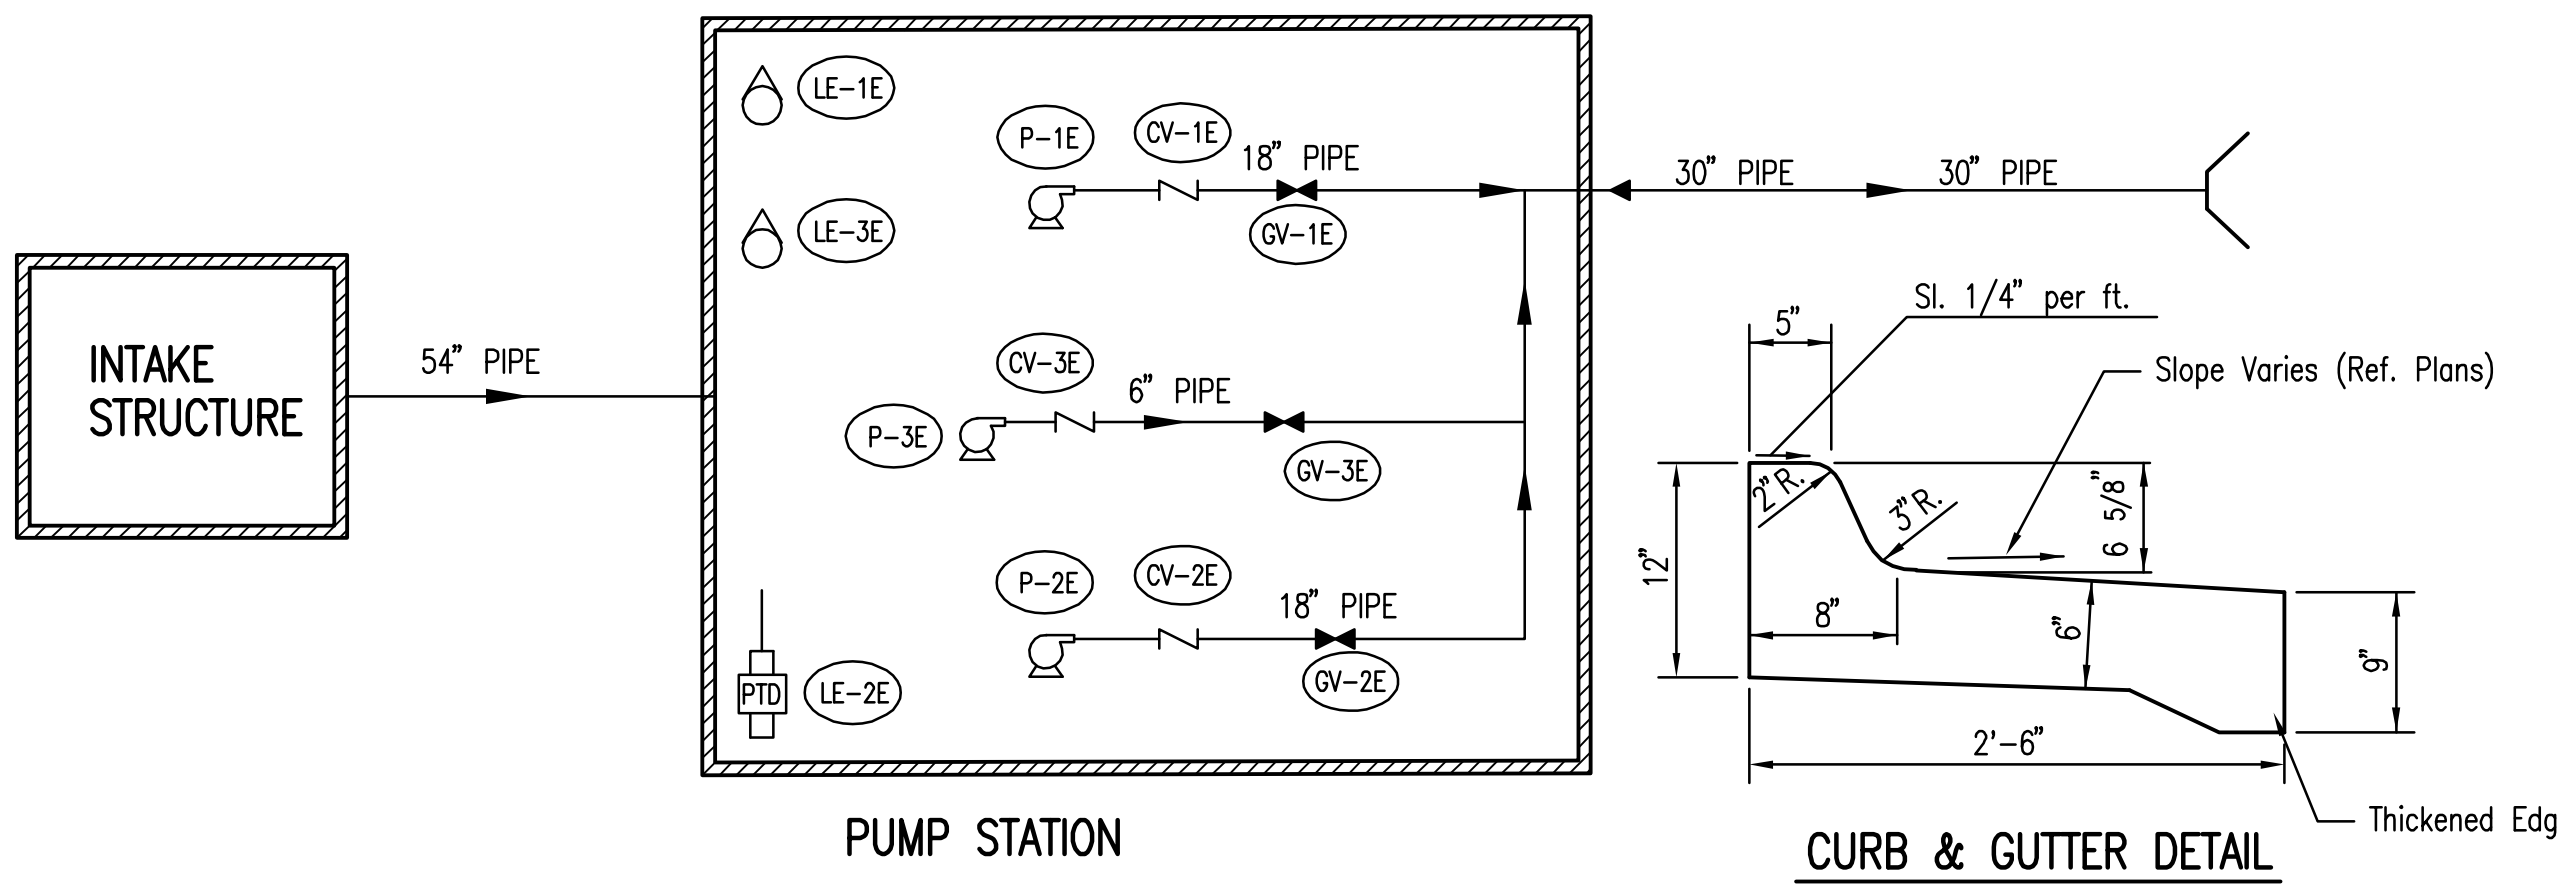 INTAKE
STRUCTURE
54" PIPE
LE-1E
LE-3E
P-1E
CV-1E
18" PIPE
GV-1E
CV-3E
6" PIPE
P-3E
GV-3E
P-2E
CV-2E
18" PIPE
GV-2E
PTD
LE-2E
PUMP STATION
30" PIPE
30" PIPE
Sl. 1/4" per ft.
5"
Slope Varies (Ref. Plans)
2" R.
3" R.
6 5/8"
12"
8"
6"
9"
2'-6"
Thickened Edg
CURB & GUTTER DETAIL